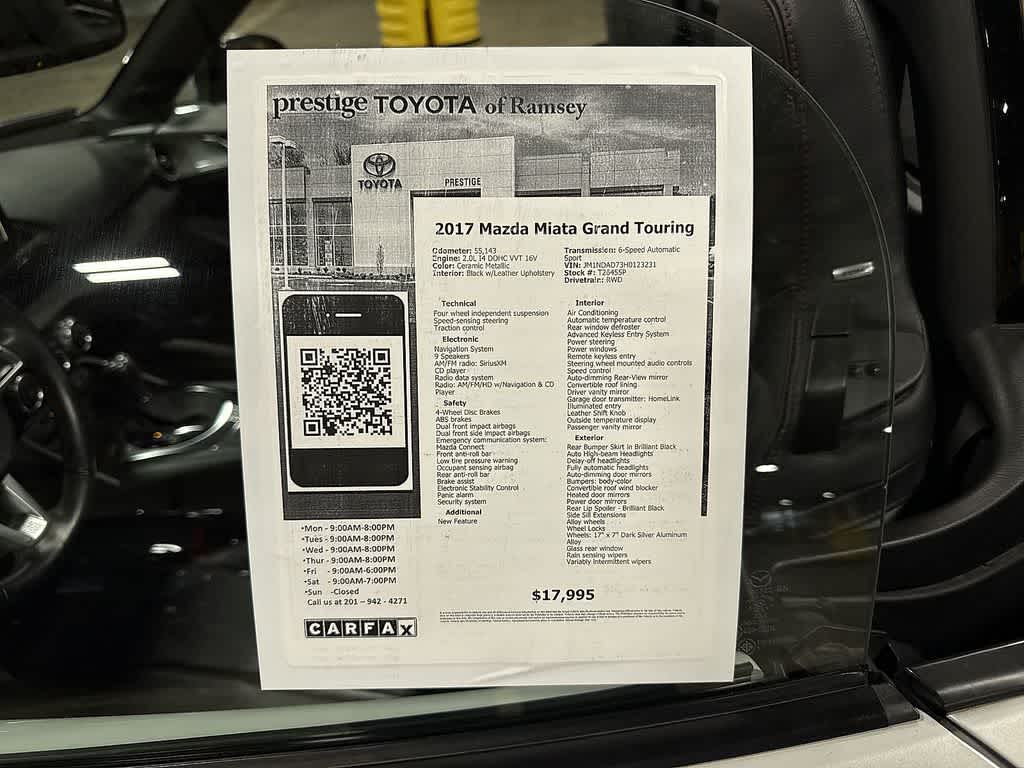 prestige TOYOTA of Ramsey
TOYOTA
PRESTIGE
2017 Mazda Miata Grand Touring
Odometer: 55,143
Engine: 2.0L I4 DOHC VVT 16V
Color: Ceramic Metallic
Interior: Black w/Leather Upholstery
Transmission: 6-Speed Automatic
Sport
VIN: JM1NDAD73H0123231
Stock #: T26455P
Drivetrain: RWD
Technical
Four wheel independent suspension
Speed-sensing steering
Traction control
Electronic
Navigation System
9 Speakers
AM/FM radio: SiriusXM
CD player
Radio data system
Radio: AM/FM/HD w/Navigation & CD
Player
Safety
4-Wheel Disc Brakes
ABS brakes
Dual front impact airbags
Dual front side impact airbags
Emergency communication system:
Mazda Connect
Front anti-roll bar
Low tire pressure warning
Occupant sensing airbag
Rear anti-roll bar
Brake assist
Electronic Stability Control
Panic alarm
Security system
Additional
New Feature
Interior
Air Conditioning
Automatic temperature control
Rear window defroster
Advanced Keyless Entry System
Power steering
Power windows
Remote keyless entry
Steering wheel mounted audio controls
Speed control
Auto-dimming Rear-View mirror
Convertible roof lining
Driver vanity mirror
Garage door transmitter: HomeLink
Illuminated entry
Leather Shift Knob
Outside temperature display
Passenger vanity mirror
Exterior
Rear Bumper Skirt in Brilliant Black
Auto High-beam Headlights
Delay-off headlights
Fully automatic headlights
Auto-dimming door mirrors
Bumpers: body-color
Convertible roof wind blocker
Heated door mirrors
Power door mirrors
Rear Lip Spoiler - Brilliant Black
Side Sill Extensions
Alloy wheels
Wheel Locks
Wheels: 17" x 7" Dark Silver Aluminum
Alloy
Glass rear window
Rain sensing wipers
Variably intermittent wipers
$17,995
•Mon - 9:00AM-8:00PM
•Tues - 9:00AM-8:00PM
•Wed - 9:00AM-8:00PM
•Thur - 9:00AM-8:00PM
•Fri - 9:00AM-6:00PM
•Sat - 9:00AM-7:00PM
•Sun -Closed
Call us at 201 – 942 - 4271
CARFAX